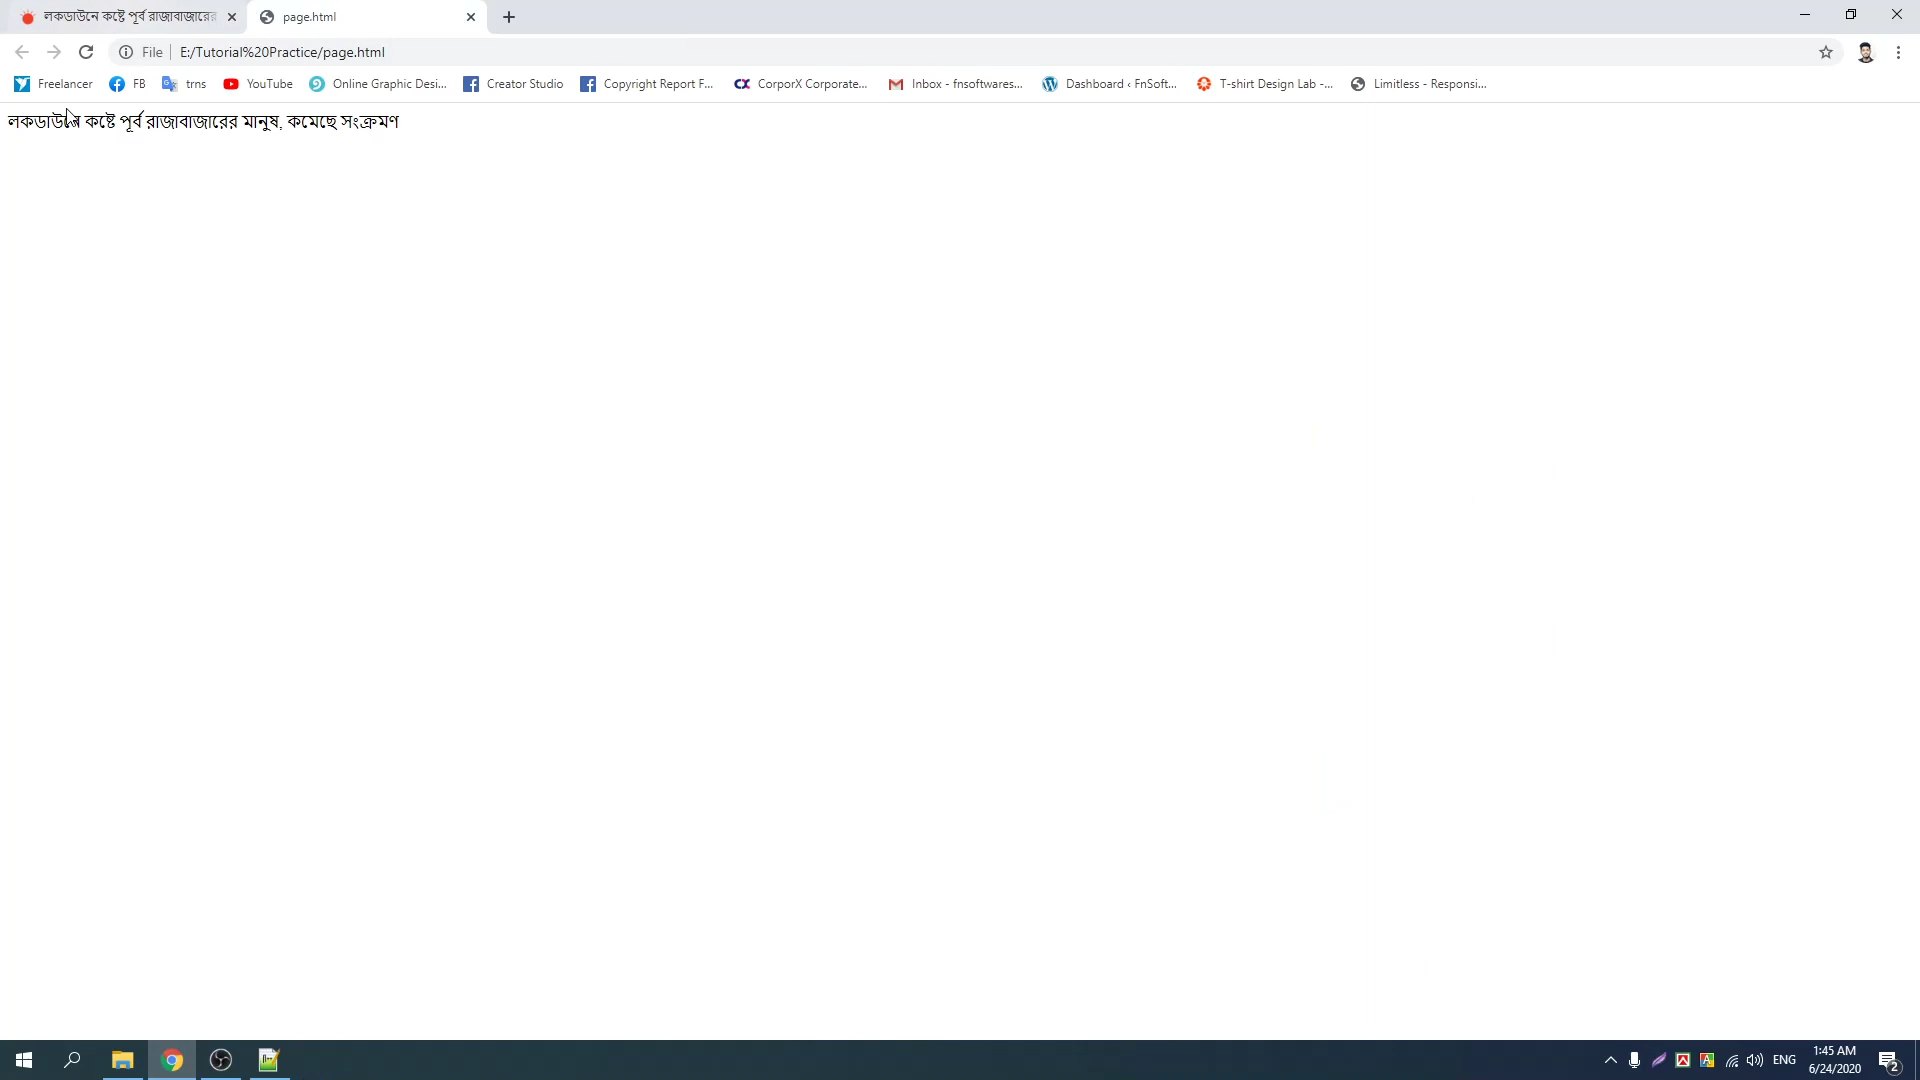 লকডাউনে কষ্টে পূর্ব রাজাবাজারের
page.html
File
E:/Tutorial%20Practice/page.html
Freelancer FB trns YouTube Online Graphic Desi... Creator Studio Copyright Report F... CorporX Corporate... Inbox - fnsoftwares... Dashboard ‹ FnSoft... T-shirt Design Lab -... Limitless - Responsi...
লকডাউনে কষ্টে পূর্ব রাজাবাজারের মানুষ, কমেছে সংক্রমণ
ENG
1:45 AM
6/24/2020
2